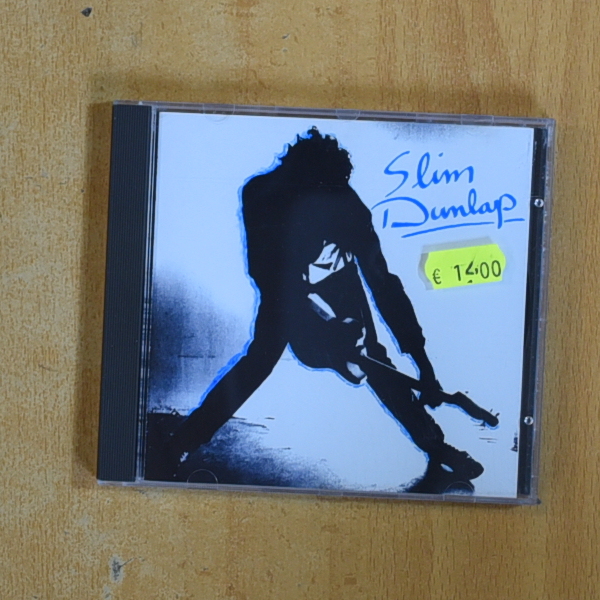 Slim
Dunlap
€ 14,00